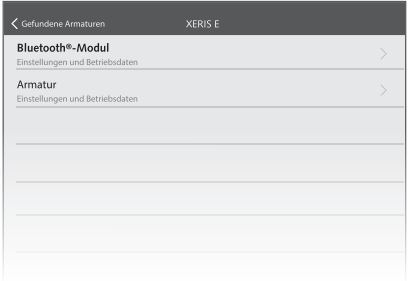 Gefundene Armaturen XERIS E
Bluetooth®-Modul
Einstellungen und Betriebsdaten
Armatur
Einstellungen und Betriebsdaten